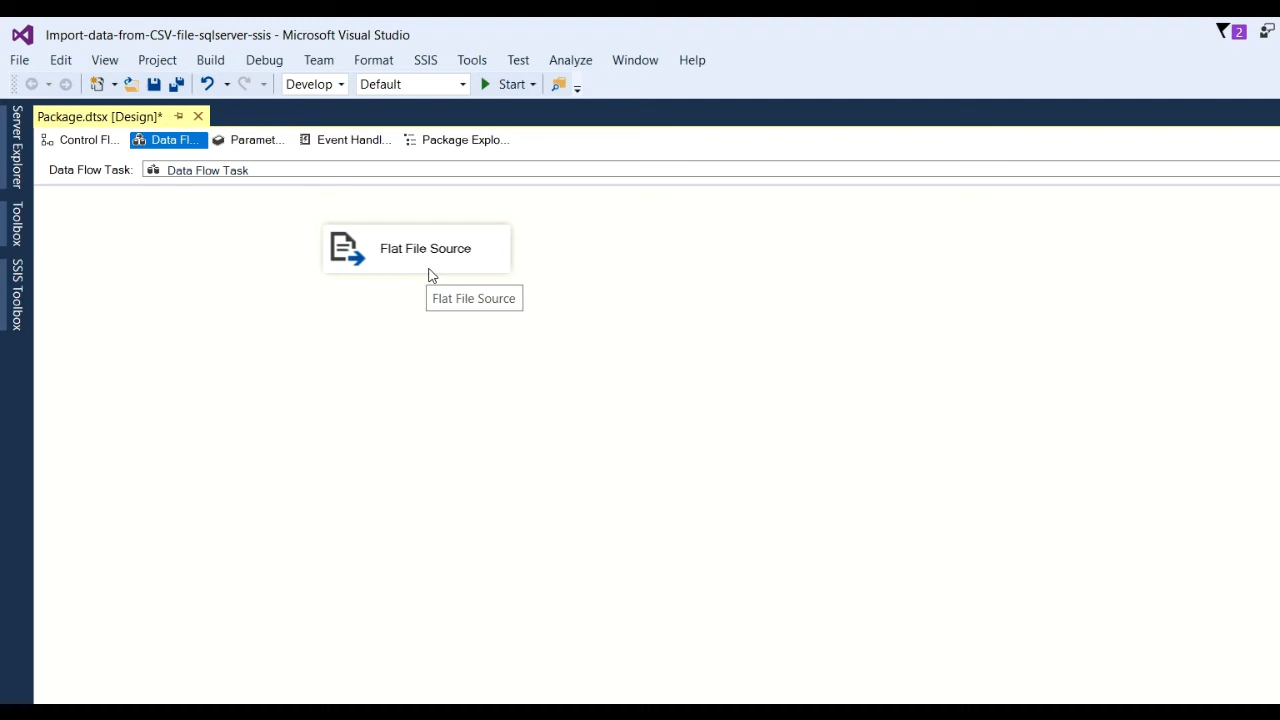 Import-data-from-CSV-file-sqlserver-ssis - Microsoft Visual Studio
2
File Edit View Project Build Debug Team Format SSIS Tools Test Analyze Window Help
Develop Default Start
Package.dtsx [Design]*
Control Fl... Data Fl... Paramet... Event Handl... Package Explo...
Data Flow Task: Data Flow Task
Server Explorer
Toolbox
SSIS Toolbox
Flat File Source
Flat File Source